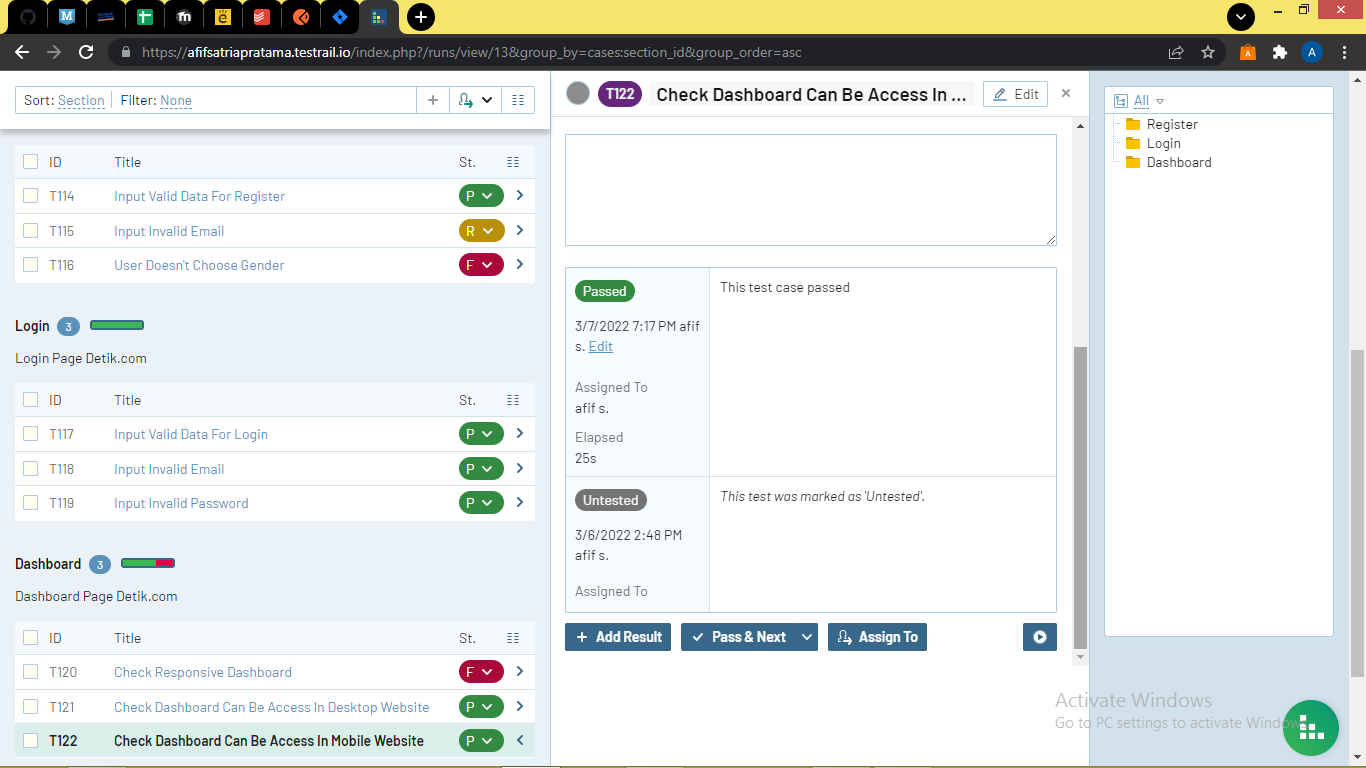 https://afifsatriapratama.testrail.io/index.php?/runs/view/13&group_by=cases:section_id&group_order=asc
A
Sort: Section Filter: None
ID Title St.
T114 Input Valid Data For Register P
T115 Input Invalid Email R
T116 User Doesn't Choose Gender F
Login 3
Login Page Detik.com
ID Title St.
T117 Input Valid Data For Login P
T118 Input Invalid Email P
T119 Input Invalid Password P
Dashboard 3
Dashboard Page Detik.com
ID Title St.
T120 Check Responsive Dashboard F
T121 Check Dashboard Can Be Access In Desktop Website P
T122 Check Dashboard Can Be Access In Mobile Website P
T122 Check Dashboard Can Be Access In ... Edit
Passed
This test case passed
3/7/2022 7:17 PM afif
s. Edit
Assigned To
afif s.
Elapsed
25s
Untested
This test was marked as 'Untested'.
3/6/2022 2:48 PM
afif s.
Assigned To
Add Result
Pass & Next
Assign To
All
Register
Login
Dashboard
Activate Windows
Go to PC settings to activate Windows.